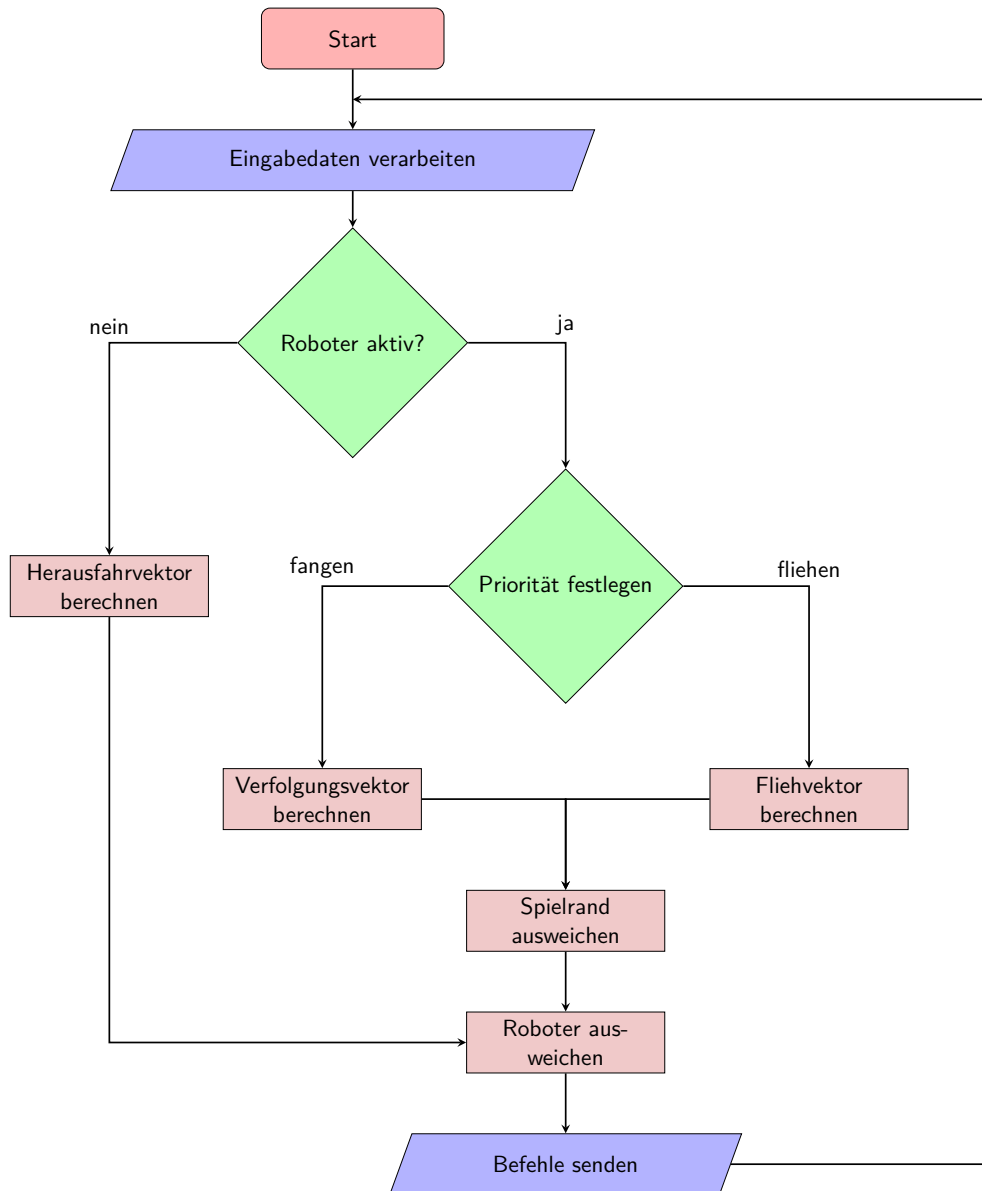 Start
Eingabedaten verarbeiten
Roboter aktiv?
nein
ja
Herausfahrvektor
berechnen
fangen
Priorität festlegen
fliehen
Verfolgungsvektor
berechnen
Fliehvektor
berechnen
Spielrand
ausweichen
Roboter aus-
weichen
Befehle senden